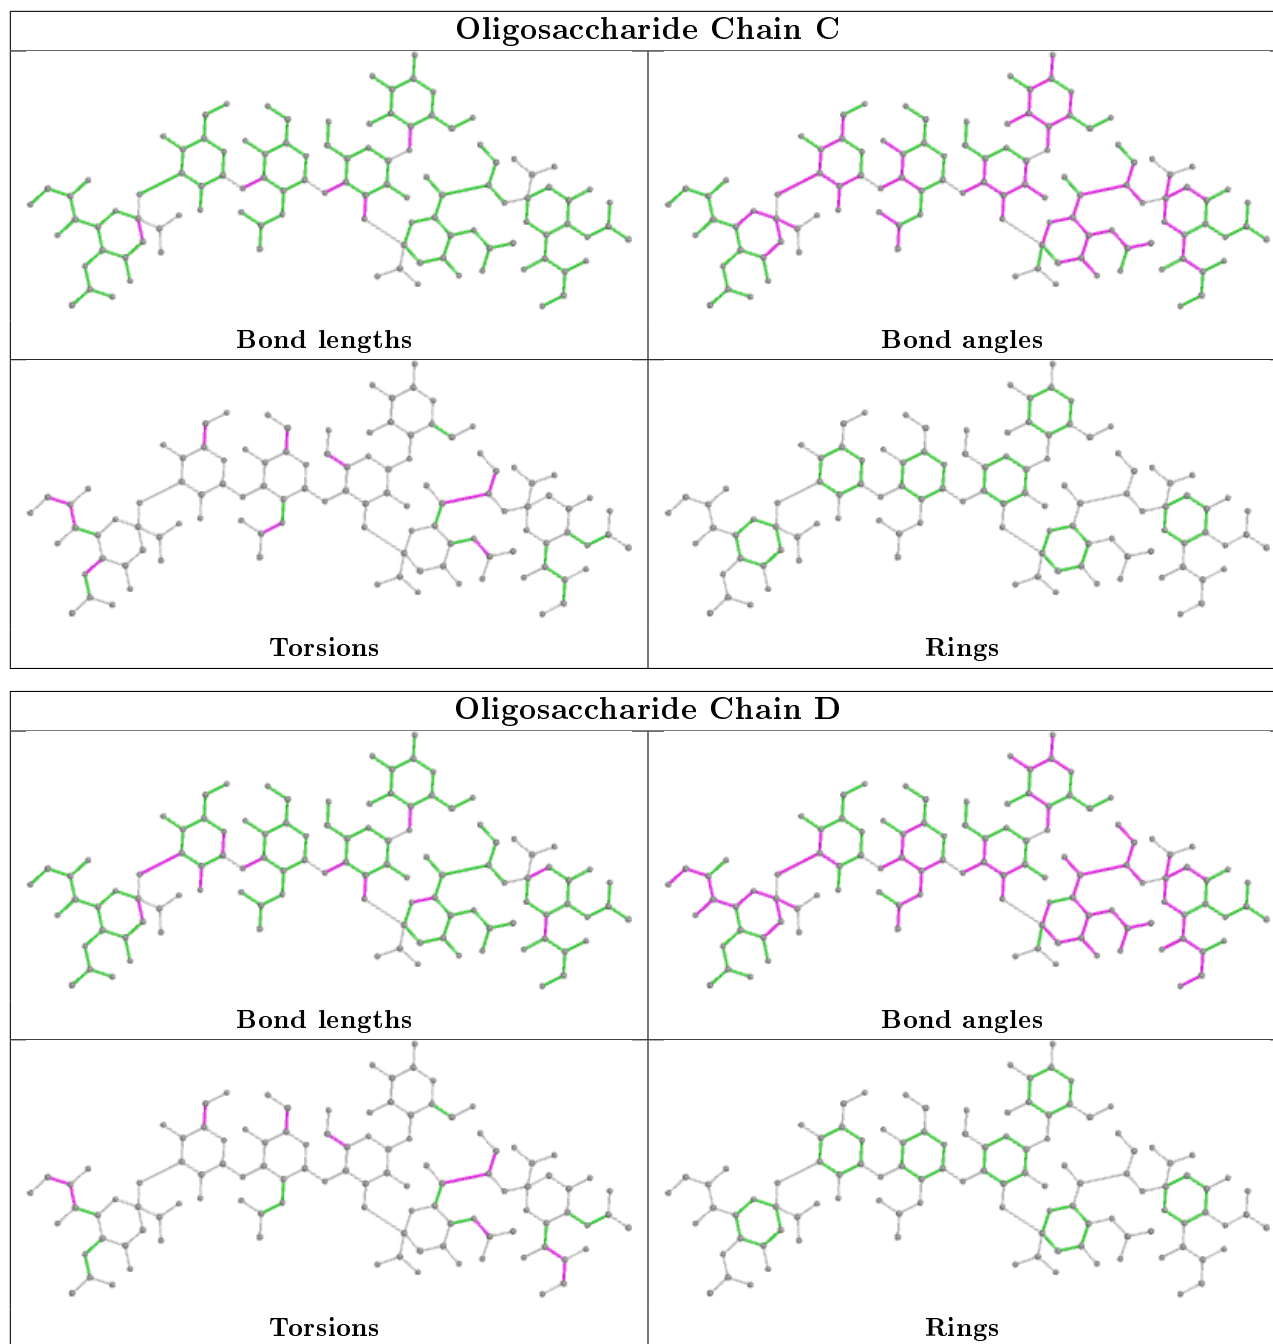 Oligosaccharide Chain C
Bond lengths
Bond angles
Torsions
Rings
Oligosaccharide Chain D
Bond lengths
Bond angles
Torsions
Rings